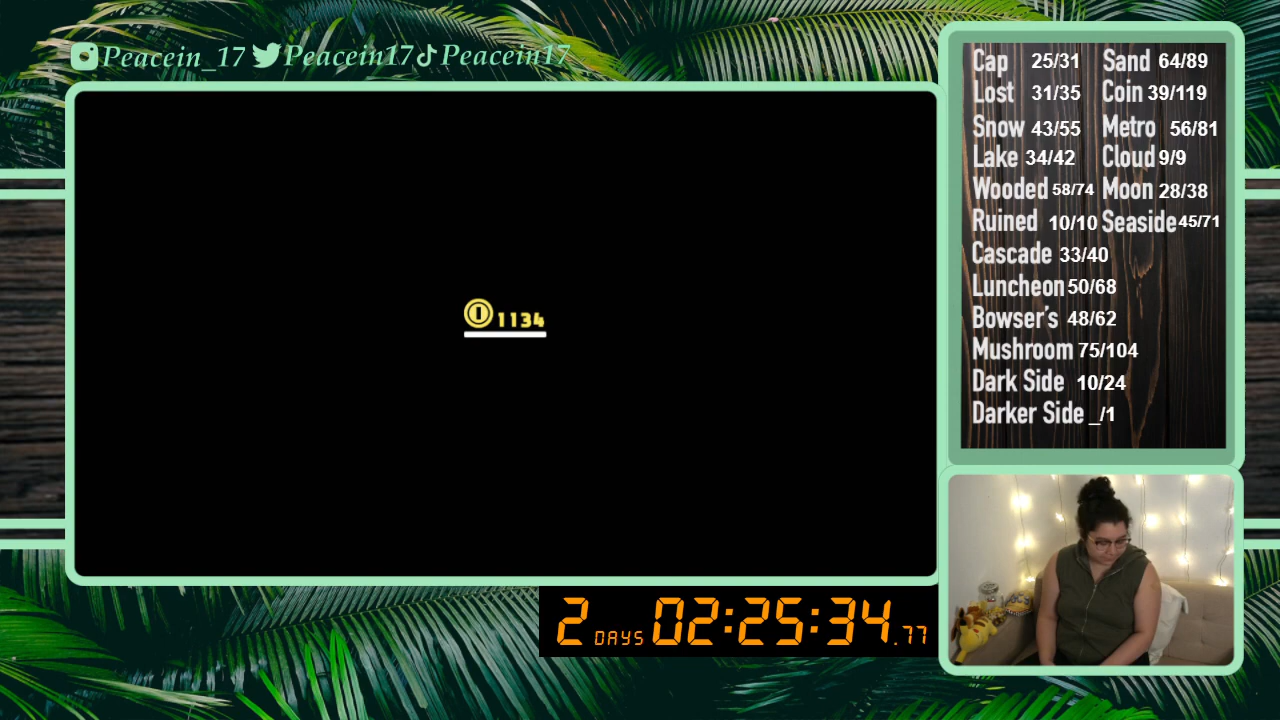 Peacein_17 Peacein17 Peacein17
1134
Cap 25/31 Sand 64/89
Lost 31/35 Coin 39/119
Snow 43/55 Metro 56/81
Lake 34/42 Cloud 9/9
Wooded 58/74 Moon 28/38
Ruined 10/10 Seaside 45/71
Cascade 33/40
Luncheon 50/68
Bowser's 48/62
Mushroom 75/104
Dark Side 10/24
Darker Side _/1
2 DAYS 02:25:34.77